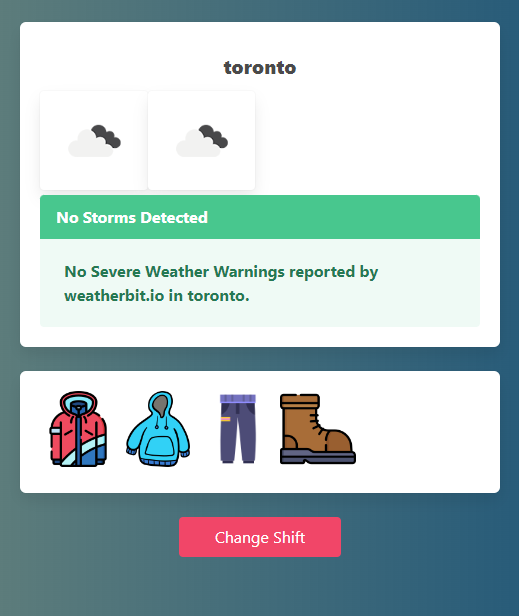 toronto
No Storms Detected
No Severe Weather Warnings reported by
weatherbit.io in toronto.
Change Shift